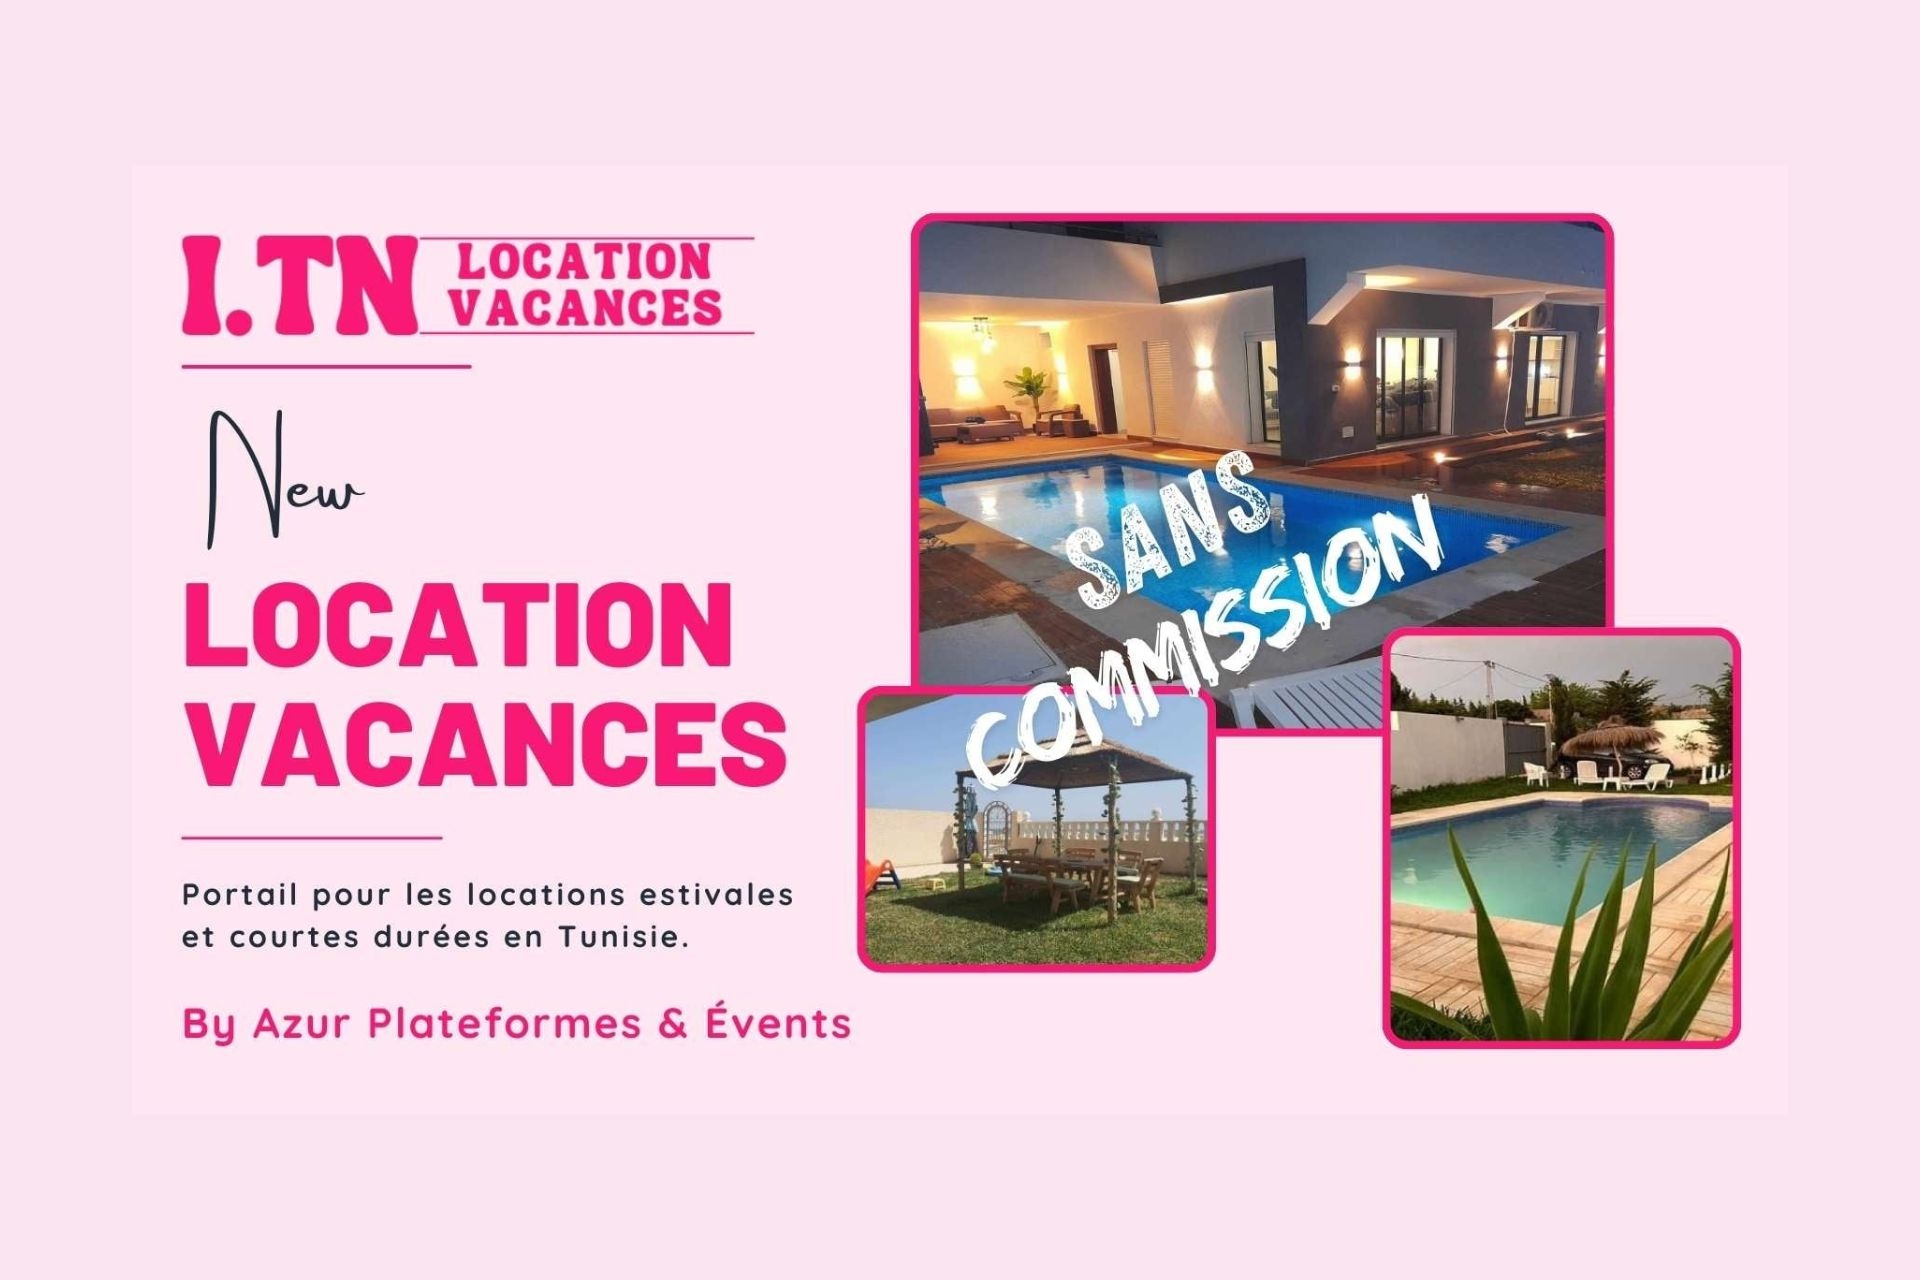 I.TN
LOCATION
VACANCES
New
LOCATION
VACANCES
Portail pour les locations estivales
et courtes durées en Tunisie.
By Azur Plateformes & Évents
SANS
COMMISSION